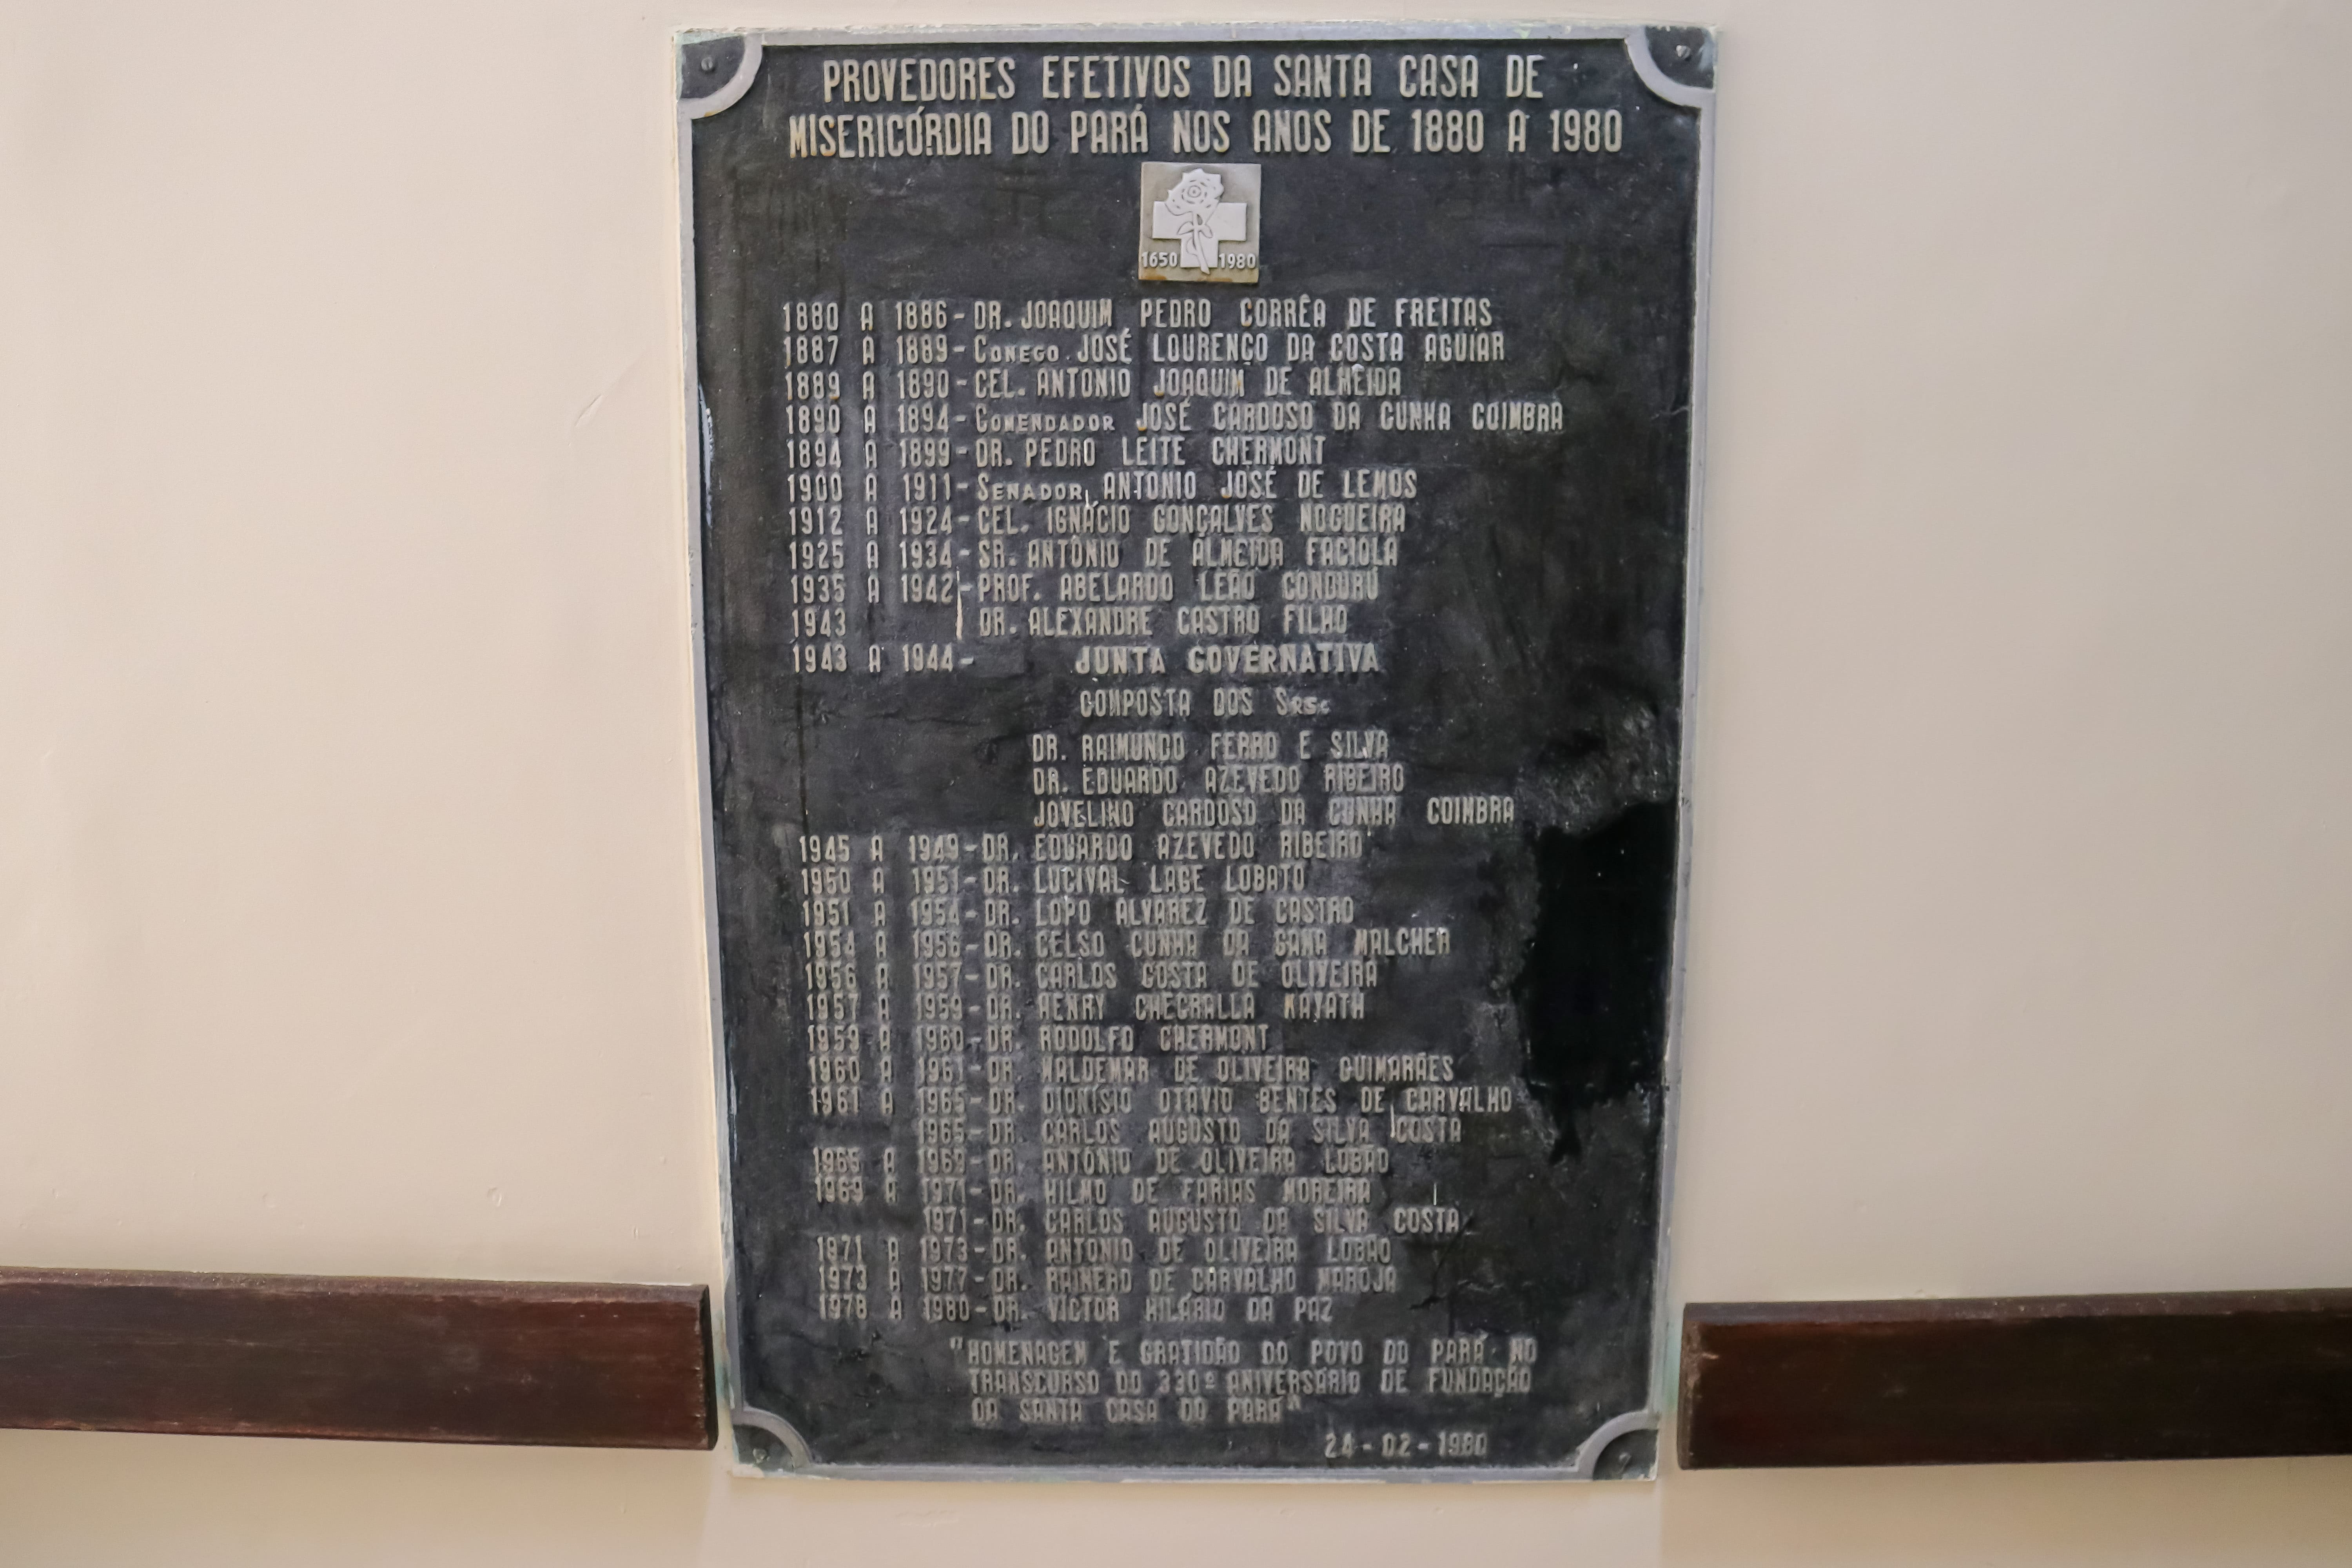 PROVEDORES EFETIVOS DA SANTA CASA DE
MISERICÓRDIA DO PARÁ NOS ANOS DE 1880 A 1980
1650 1980
1880 A 1886 - DR. JOAQUIM PEDRO CORRÊA DE FREITAS
1887 A 1889 - CONEGO JOSÉ LOURENÇO DA COSTA AGUIAR
1889 A 1890 - CEL. ANTONIO JOAQUIM DE ALMEIDA
1890 A 1894 - COMENDADOR JOSÉ CARDOSO DA CUNHA COIMBRA
1894 A 1899 - DR. PEDRO LEITE CHERMONT
1900 A 1911 - SENADOR ANTONIO JOSÉ DE LEMOS
1912 A 1924 - CEL. IGNÁCIO GONÇALVES NOGUEIRA
1925 A 1934 - SR. ANTÔNIO DE ALMEIDA FACIOLA
1935 A 1942 - PROF. ABELARDO LEÃO CONDURÚ
1943 DR. ALEXANDRE CASTRO FILHO
1943 A 1944 - JUNTA GOVERNATIVA
COMPOSTA DOS SRS:
DR. RAIMUNDO FERRO E SILVA
DR. EDUARDO AZEVEDO RIBEIRO
JOVELINO CARDOSO DA CUNHA COIMBRA
1945 A 1949 - DR. EDUARDO AZEVEDO RIBEIRO
1950 A 1951 - DR. LUCIVAL LAGE LOBATO
1951 A 1954 - DR. LOPO ALVAREZ DE CASTRO
1954 A 1956 - DR. CELSO CUNHA DA GAMA MALCHER
1956 A 1957 - DR. CARLOS COSTA DE OLIVEIRA
1957 A 1959 - DR. HENRY CHECRALLA KAYATH
1959 A 1960 - DR. RODOLFO CHERMONT
1960 A 1961 - DR. WALDEMAR DE OLIVEIRA GUIMARÃES
1961 A 1965 - DR. DIONÍSIO OTAVIO BENTES DE CARVALHO
1965 - DR. CARLOS AUGUSTO DA SILVA COSTA
1965 A 1969 - DR. ANTONIO DE OLIVEIRA LOBÃO
1969 A 1971 - DR. HILMO DE FARIAS MOREIRA
1971 - DR. CARLOS AUGUSTO DA SILVA COSTA
1971 A 1973 - DR. ANTONIO DE OLIVEIRA LOBÃO
1973 A 1977 - DR. RAINERO DE CARVALHO MAROJA
1978 A 1980 - DR. VICTOR HILÁRIO DA PAZ
"HOMENAGEM E GRATIDÃO DO POVO DO PARÁ NO
TRANSCURSO DO 330º ANIVERSÁRIO DE FUNDAÇÃO
DA SANTA CASA DO PARÁ"
24 - 02 - 1980